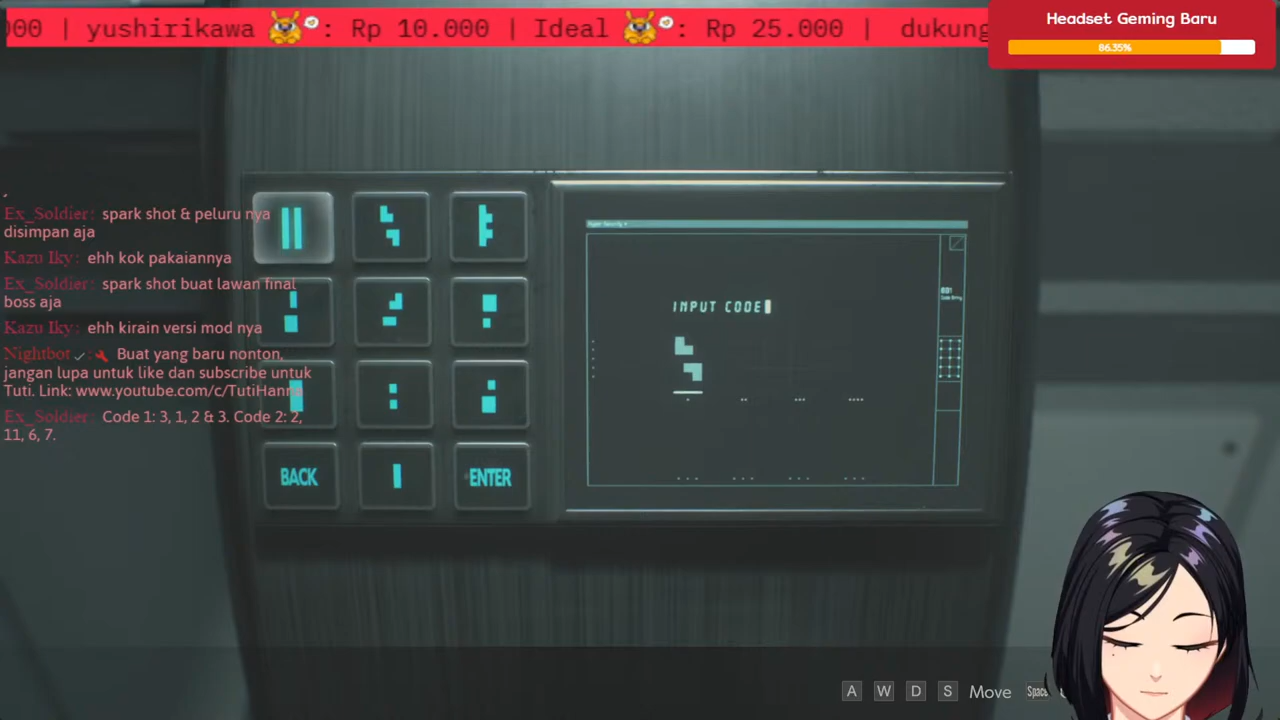 00 | yushirikawa : Rp 10.000 | Ideal : Rp 25.000 | dukung
Headset Geming Baru
86.35%
Ex_Soldier: spark shot & peluru nya
disimpan aja
Kazu Iky: ehh kok pakaiannya
Ex_Soldier: spark shot buat lawan final
boss aja
Kazu Iky: ehh kirain versi mod nya
Nightbot : Buat yang baru nonton,
jangan lupa untuk like dan subscribe untuk
Tuti. Link: www.youtube.com/c/TutiHanna
Ex_Soldier: Code 1: 3, 1, 2 & 3. Code 2: 2,
11, 6, 7.
INPUT CODE
BACK
ENTER
A W D S Move Space